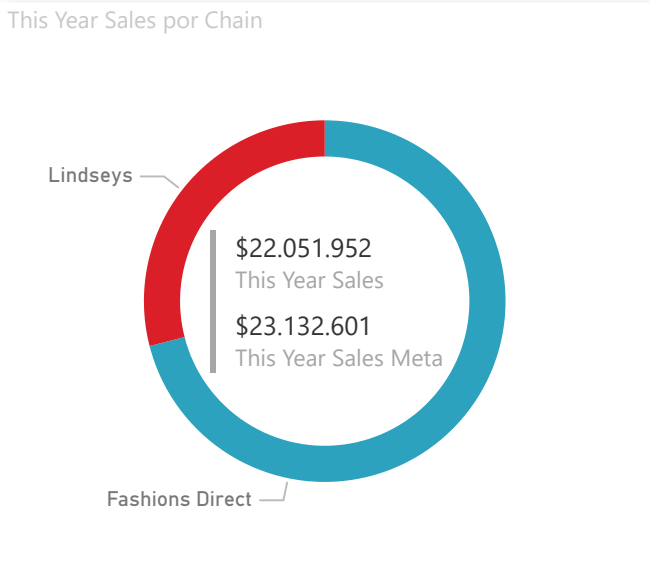 This Year Sales por Chain
Lindseys
$22.051.952
This Year Sales
$23.132.601
This Year Sales Meta
Fashions Direct